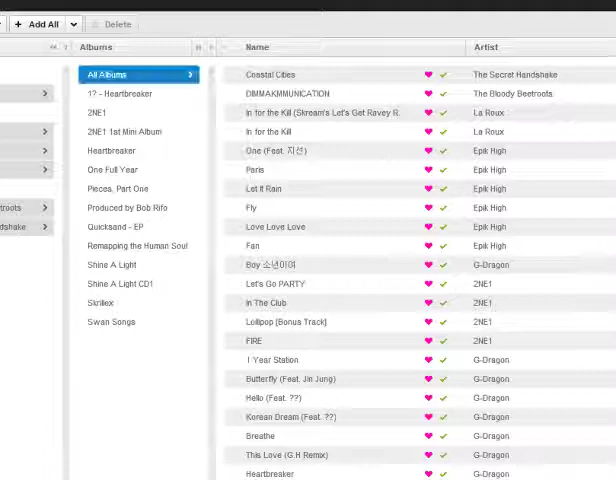 + Add All Delete
Albums Name Artist
All Albums
1? - Heartbreaker
2NE1
2NE1 1st Mini Album
Heartbreaker
One Full Year
Pieces, Part One
Produced by Bob Rifo
Quicksand - EP
Remapping the Human Soul
Shine A Light
Shine A Light CD1
Skrillex
Swan Songs
troots
dshake
Coastal Cities The Secret Handshake
DIMMAKMMUNICATION The Bloody Beetroots
In for the Kill (Skream's Let's Get Ravey R. La Roux
In for the Kill La Roux
One (Feat. 지선) Epik High
Paris Epik High
Let It Rain Epik High
Fly Epik High
Love Love Love Epik High
Fan Epik High
Boy 소년이여 G-Dragon
Let's Go PARTY 2NE1
In The Club 2NE1
Lollipop [Bonus Track] 2NE1
FIRE 2NE1
1 Year Station G-Dragon
Butterfly (Feat. Jin Jung) G-Dragon
Hello (Feat. ??) G-Dragon
Korean Dream (Feat. ??) G-Dragon
Breathe G-Dragon
This Love (G.H Remix) G-Dragon
Heartbreaker G-Dragon